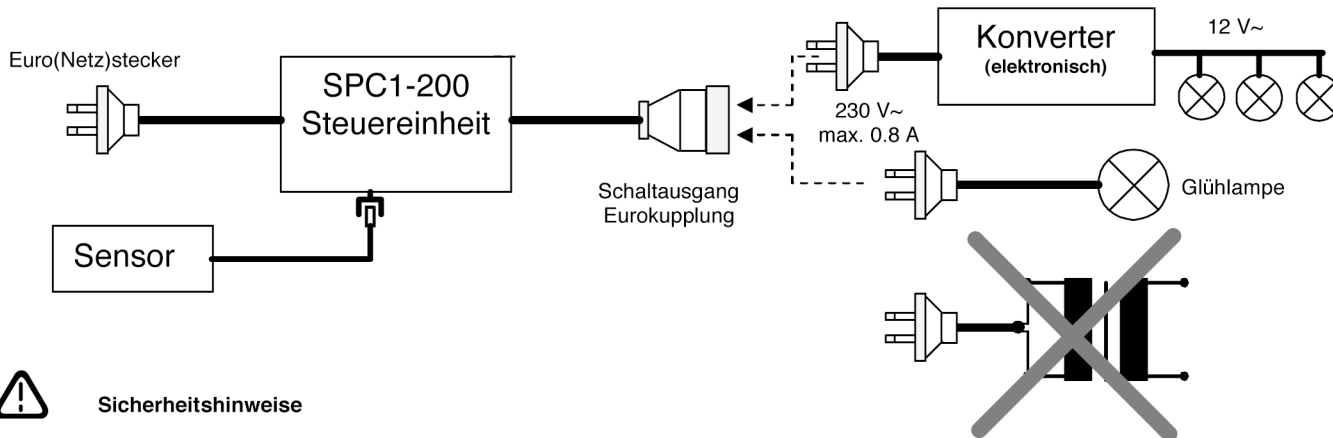 Euro(Netz)stecker
SPC1-200
Steuereinheit
Sensor
Schaltausgang
Eurokupplung
230 V~
max. 0.8 A
Konverter
(elektronisch)
12 V~
Glühlampe
Sicherheitshinweise